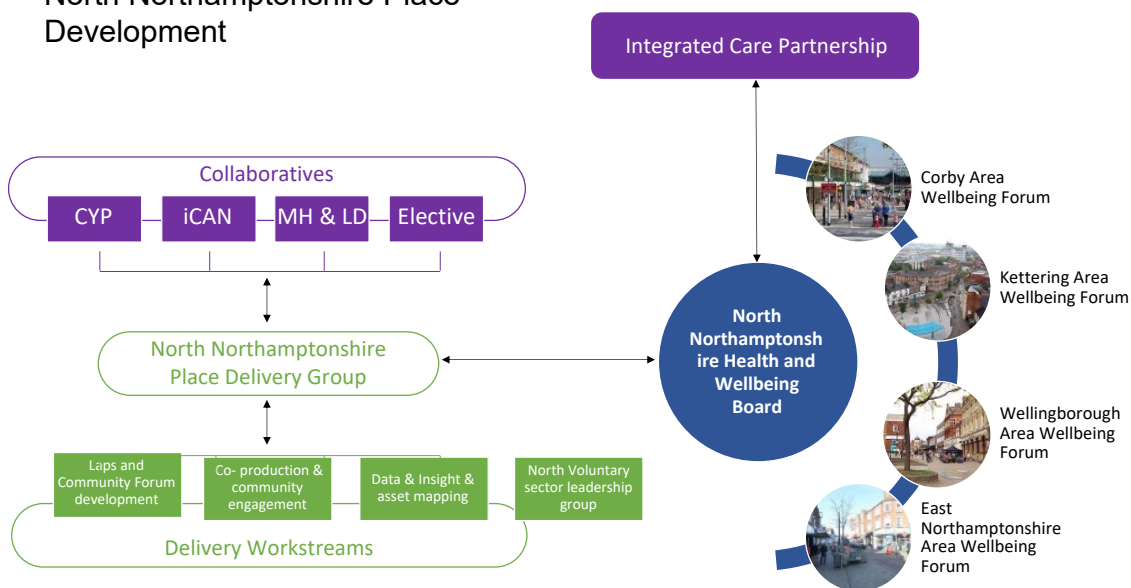 North Northamptonshire Place
Development
Integrated Care Partnership
Collaboratives
CYP
iCAN
MH & LD
Elective
North Northamptonshire
Place Delivery Group
Laps and
Community Forum
development
Co- production &
community
engagement
Data & Insight &
asset mapping
North Voluntary
sector leadership
group
Delivery Workstreams
North
Northamptonsh
ire Health and
Wellbeing
Board
Corby Area
Wellbeing Forum
Kettering Area
Wellbeing Forum
Wellingborough
Area Wellbeing
Forum
East
Northamptonshire
Area Wellbeing
Forum